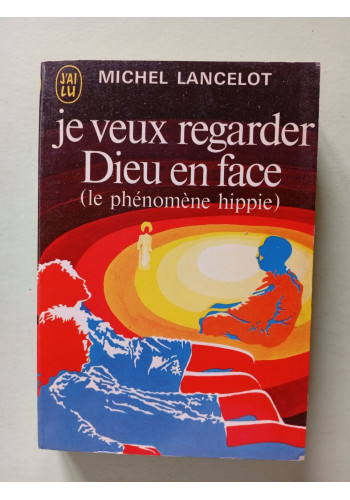 J'AI
LU
MICHEL LANCELOT
je veux regarder
Dieu en face
(le phénomène hippie)